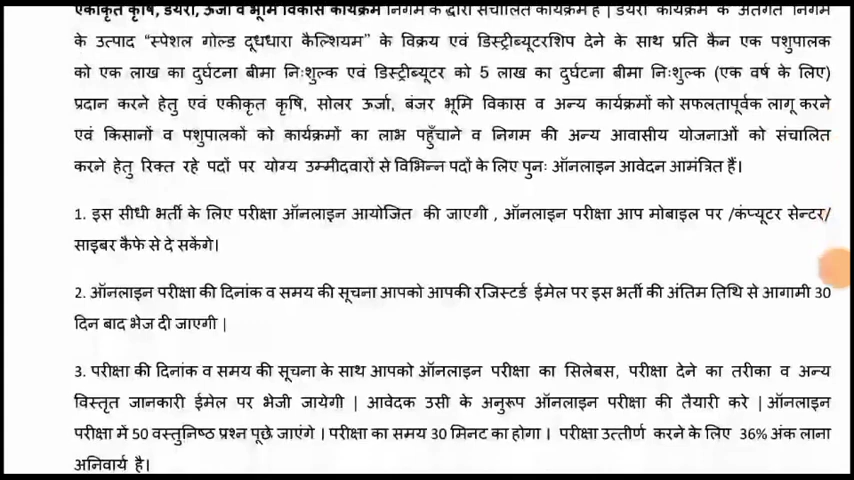 एकीकृत कृषि, डेयरी, ऊर्जा व भूमि विकास कार्यक्रम निगम के द्वारा संचालित कार्यक्रम है | डेयरी कार्यक्रम के अंतर्गत निगम
के उत्पाद “स्पेशल गोल्ड दूधधारा कैल्शियम” के विक्रय एवं डिस्ट्रीब्यूटरशिप देने के साथ प्रति कैन एक पशुपालक
को एक लाख का दुर्घटना बीमा निःशुल्क एवं डिस्ट्रीब्यूटर को 5 लाख का दुर्घटना बीमा निःशुल्क (एक वर्ष के लिए)
प्रदान करने हेतु एवं एकीकृत कृषि, सोलर ऊर्जा, बंजर भूमि विकास व अन्य कार्यक्रमों को सफलतापूर्वक लागू करने
एवं किसानों व पशुपालकों को कार्यक्रमों का लाभ पहुँचाने व निगम की अन्य आवासीय योजनाओं को संचालित
करने हेतु रिक्त रहे पदों पर योग्य उम्मीदवारों से विभिन्न पदों के लिए पुनः ऑनलाइन आवेदन आमंत्रित हैं।
1. इस सीधी भर्ती के लिए परीक्षा ऑनलाइन आयोजित की जाएगी , ऑनलाइन परीक्षा आप मोबाइल पर /कंप्यूटर सेन्टर/
साइबर कैफे से दे सकेंगे।
2. ऑनलाइन परीक्षा की दिनांक व समय की सूचना आपको आपकी रजिस्टर्ड ईमेल पर इस भर्ती की अंतिम तिथि से आगामी 30
दिन बाद भेज दी जाएगी |
3. परीक्षा की दिनांक व समय की सूचना के साथ आपको ऑनलाइन परीक्षा का सिलेबस, परीक्षा देने का तरीका व अन्य
विस्तृत जानकारी ईमेल पर भेजी जायेगी | आवेदक उसी के अनुरूप ऑनलाइन परीक्षा की तैयारी करे | ऑनलाइन
परीक्षा में 50 वस्तुनिष्ठ प्रश्न पूछे जाएंगे | परीक्षा का समय 30 मिनट का होगा | परीक्षा उत्तीर्ण करने के लिए 36% अंक लाना
अनिवार्य है।